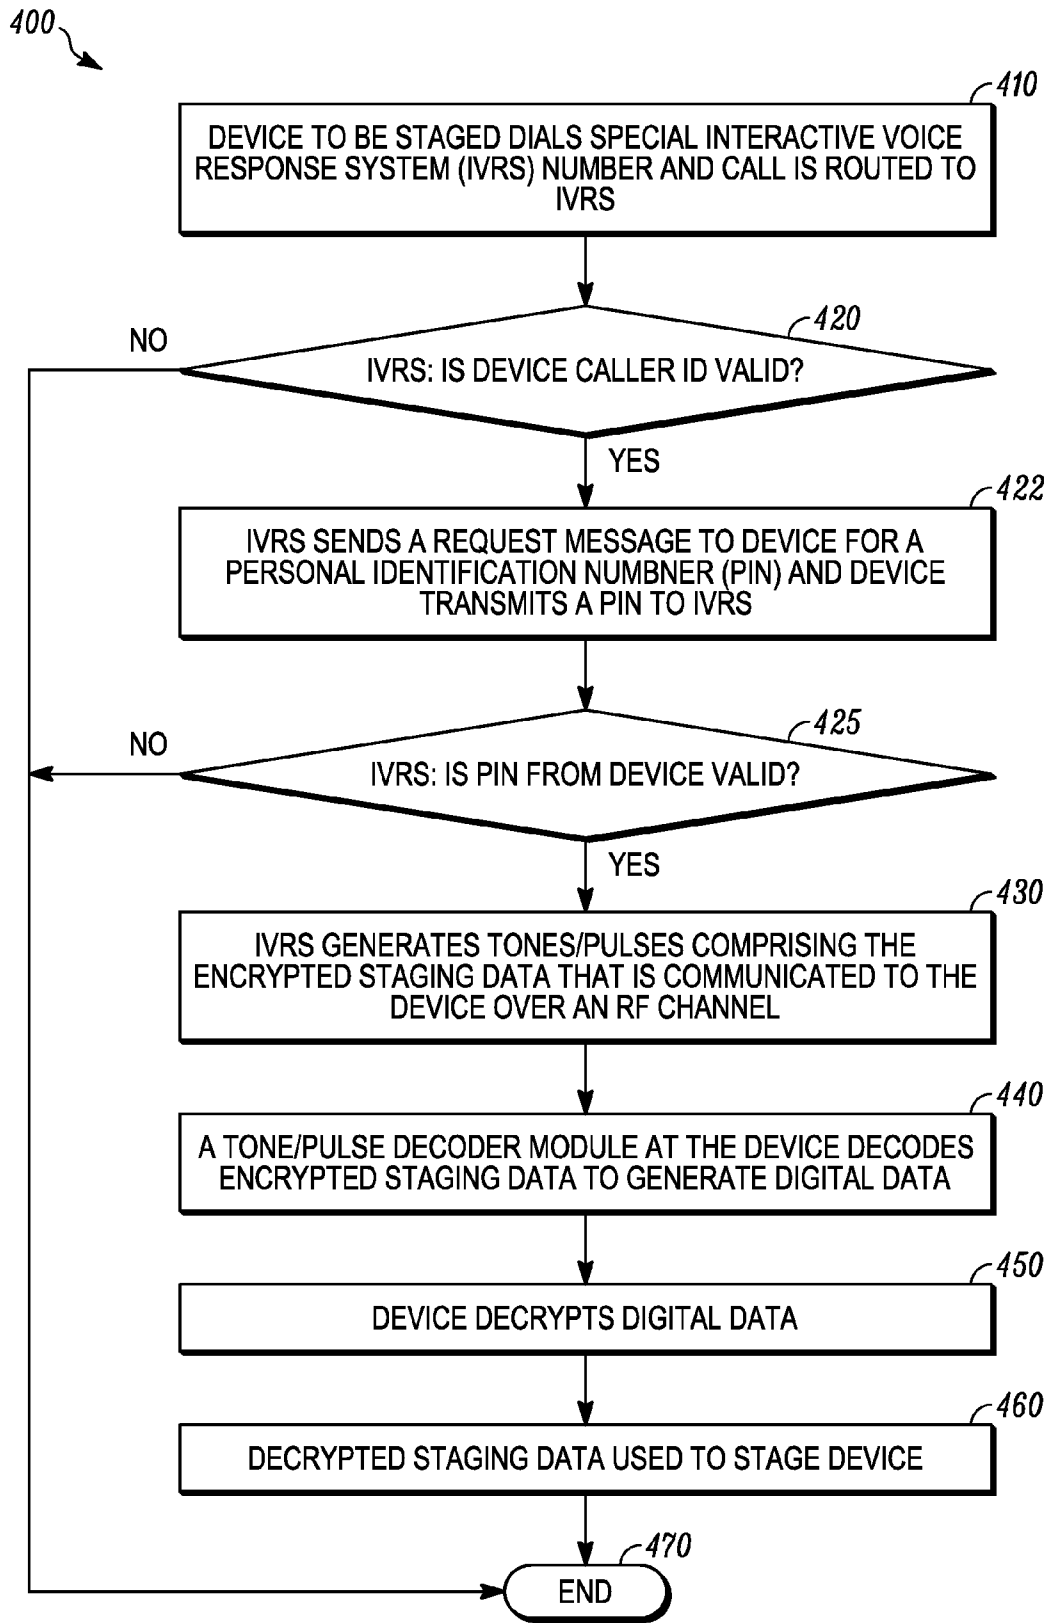 400
410
DEVICE TO BE STAGED DIALS SPECIAL INTERACTIVE VOICE
RESPONSE SYSTEM (IVRS) NUMBER AND CALL IS ROUTED TO
IVRS
420
NO
IVRS: IS DEVICE CALLER ID VALID?
YES
422
IVRS SENDS A REQUEST MESSAGE TO DEVICE FOR A
PERSONAL IDENTIFICATION NUMBNER (PIN) AND DEVICE
TRANSMITS A PIN TO IVRS
425
NO
IVRS: IS PIN FROM DEVICE VALID?
YES
430
IVRS GENERATES TONES/PULSES COMPRISING THE
ENCRYPTED STAGING DATA THAT IS COMMUNICATED TO THE
DEVICE OVER AN RF CHANNEL
440
A TONE/PULSE DECODER MODULE AT THE DEVICE DECODES
ENCRYPTED STAGING DATA TO GENERATE DIGITAL DATA
450
DEVICE DECRYPTS DIGITAL DATA
460
DECRYPTED STAGING DATA USED TO STAGE DEVICE
470
END